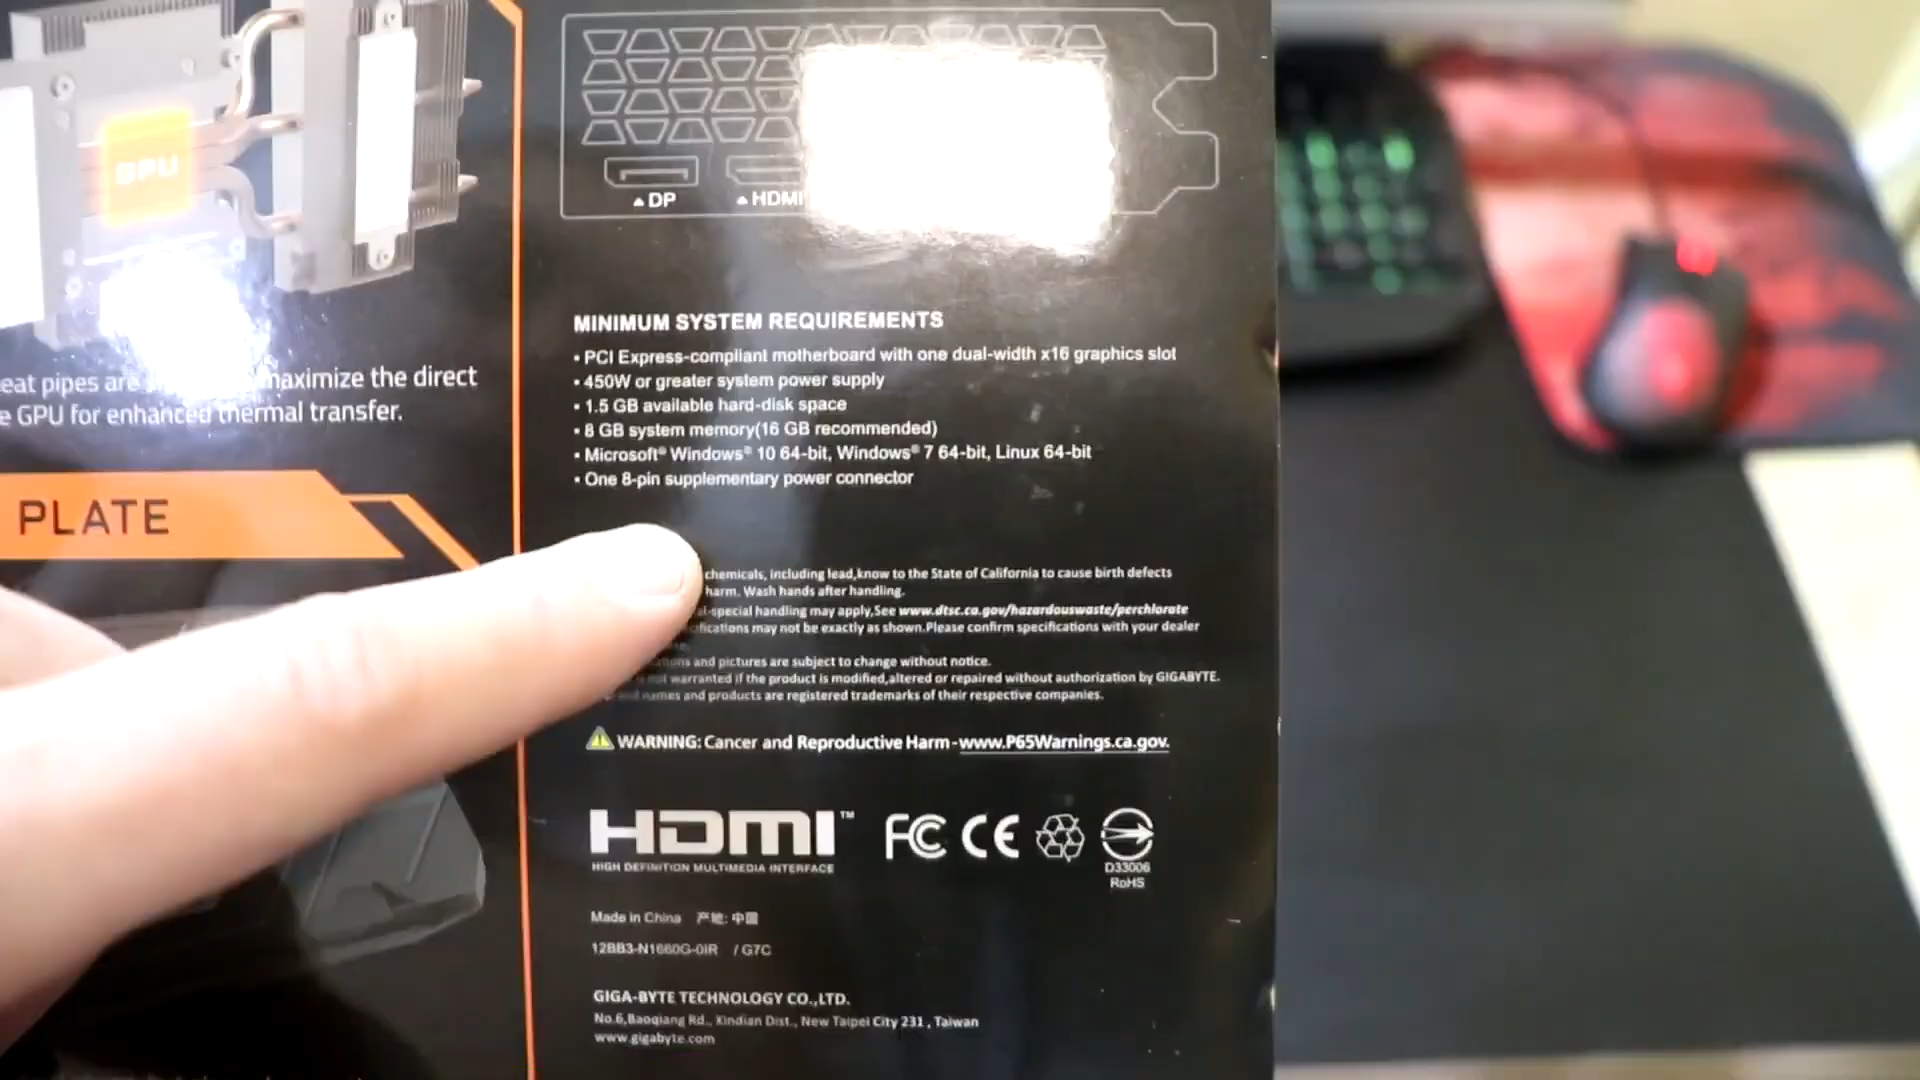 GPU
eat pipes are maximize the direct
e GPU for enhanced thermal transfer.
PLATE
DP HDMI
MINIMUM SYSTEM REQUIREMENTS
• PCI Express-compliant motherboard with one dual-width x16 graphics slot
• 450W or greater system power supply
• 1.5 GB available hard-disk space
• 8 GB system memory(16 GB recommended)
• Microsoft® Windows® 10 64-bit, Windows® 7 64-bit, Linux 64-bit
• One 8-pin supplementary power connector
chemicals, including lead,know to the State of California to cause birth defects
harm. Wash hands after handling.
al-special handling may apply,See www.dtsc.ca.gov/hazardouswaste/perchlorate
fications may not be exactly as shown.Please confirm specifications with your dealer
ons and pictures are subject to change without notice.
not warranted if the product is modified,altered or repaired without authorization by GIGABYTE.
names and products are registered trademarks of their respective companies.
WARNING: Cancer and Reproductive Harm - www.P65Warnings.ca.gov.
HDMI™ FC CE
HIGH DEFINITION MULTIMEDIA INTERFACE
D33006
RoHS
Made in China 产地: 中国
12BB3-N1660G-0IR / G7C
GIGA-BYTE TECHNOLOGY CO.,LTD.
No.6,Baoqiang Rd., Xindian Dist., New Taipei City 231 , Taiwan
www.gigabyte.com